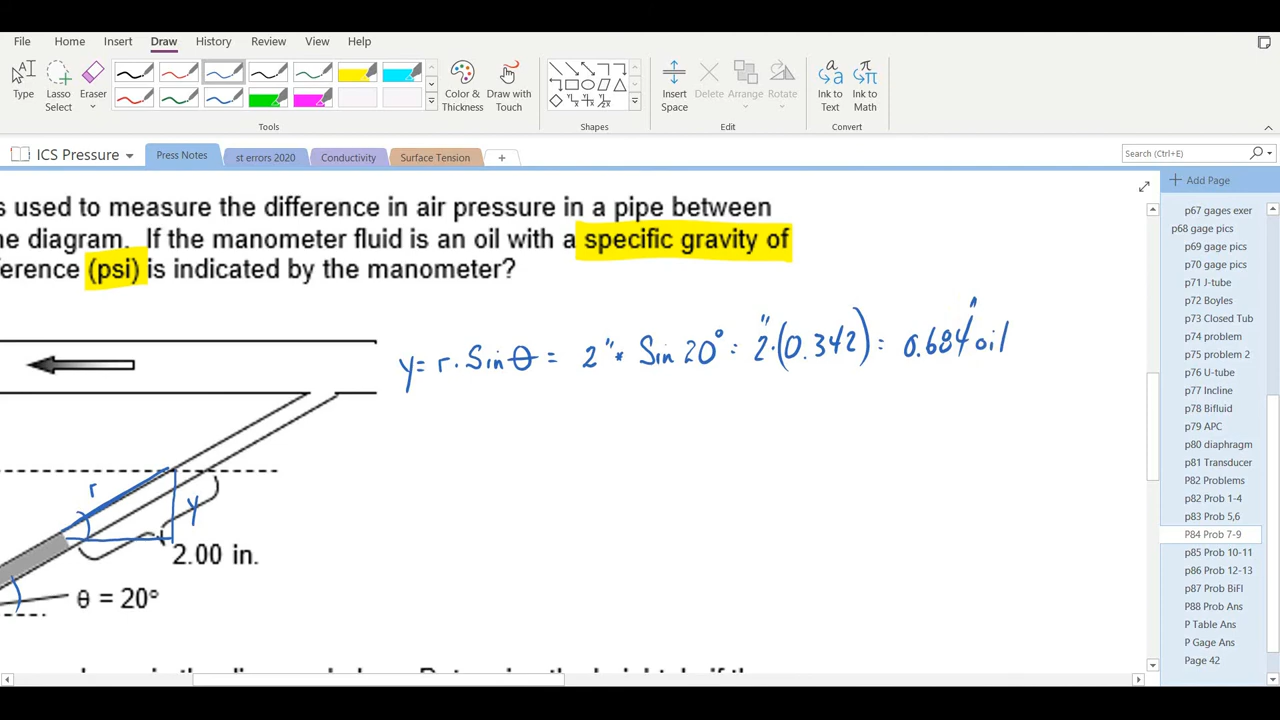 File Home Insert Draw History Review View Help
Type Lasso Select Eraser Color & Thickness Draw with Touch Insert Space Delete Arrange Rotate Ink to Text Ink to Math
Tools Shapes Edit Convert
ICS Pressure Press Notes st errors 2020 Conductivity Surface Tension + Search (Ctrl+E)
Add Page
p67 gages exer
p68 gage pics
p69 gage pics
p70 gage pics
p71 J-tube
p72 Boyles
p73 Closed Tub
p74 problem
p75 problem 2
p76 U-tube
p77 Incline
p78 Bifluid
p79 APC
p80 diaphragm
p81 Transducer
P82 Problems
P82 Prob 1-4
p83 Prob 5,6
P84 Prob 7-9
p85 Prob 10-11
p86 Prob 12-13
p87 Prob BiFl
P88 Prob Ans
P Table Ans
P Gage Ans
Page 42
s used to measure the difference in air pressure in a pipe between
ne diagram. If the manometer fluid is an oil with a specific gravity of
ference (psi) is indicated by the manometer?
y = r · Sin θ = 2" * Sin 20° = 2" · (0.342) = 0.684" oil
r
y
2.00 in.
θ = 20°